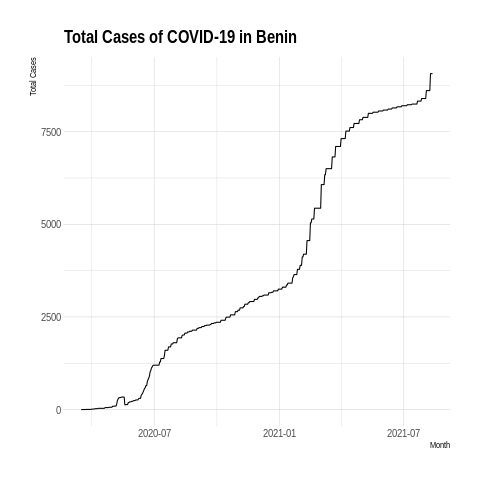 Total Cases of COVID-19 in Benin
Total Cases
7500
5000
2500
0
2020-07 2021-01 2021-07
Month